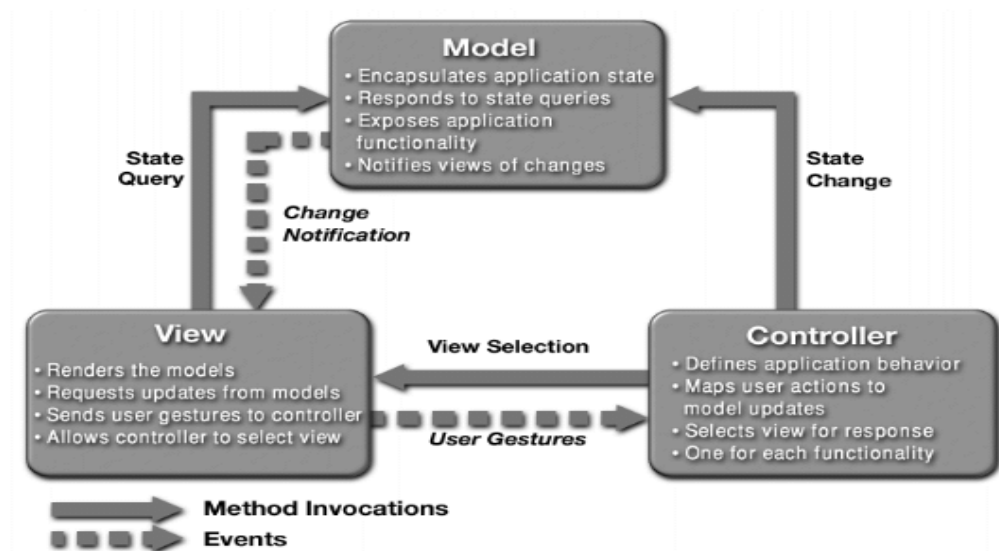 Model
• Encapsulates application state
• Responds to state queries
• Exposes application
functionality
• Notifies views of changes
State
Query
Change
Notification
State
Change
View
• Renders the models
• Requests updates from models
• Sends user gestures to controller
• Allows controller to select view
View Selection
User Gestures
Controller
• Defines application behavior
• Maps user actions to
model updates
• Selects view for response
• One for each functionality
Method Invocations
Events